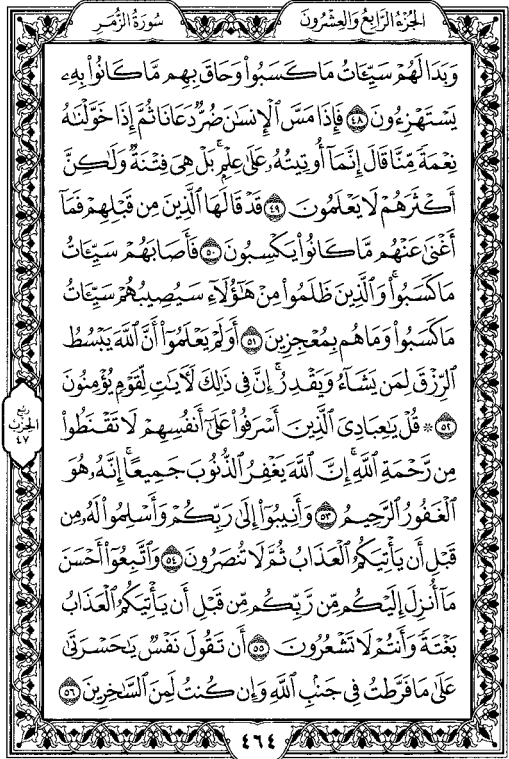 الجزء الرابع والعشرون سورة الزمر
وَبَدَا لَهُمْ سَيِّـَٔاتُ مَا كَسَبُوا۟ وَحَاقَ بِهِم مَّا كَانُوا۟ بِهِۦ
يَسْتَهْزِءُونَ ٤٨ فَإِذَا مَسَّ ٱلْإِنسَـٰنَ ضُرٌّ دَعَانَا ثُمَّ إِذَا خَوَّلْنَـٰهُ
نِعْمَةً مِّنَّا قَالَ إِنَّمَآ أُوتِيتُهُۥ عَلَىٰ عِلْمٍۭ ۚ بَلْ هِىَ فِتْنَةٌ وَلَـٰكِنَّ
أَكْثَرَهُمْ لَا يَعْلَمُونَ ٤٩ قَدْ قَالَهَا ٱلَّذِينَ مِن قَبْلِهِمْ فَمَآ
أَغْنَىٰ عَنْهُم مَّا كَانُوا۟ يَكْسِبُونَ ٥٠ فَأَصَابَهُمْ سَيِّـَٔاتُ
مَا كَسَبُوا۟ ۚ وَٱلَّذِينَ ظَلَمُوا۟ مِنْ هَـٰٓؤُلَآءِ سَيُصِيبُهُمْ سَيِّـَٔاتُ
مَا كَسَبُوا۟ وَمَا هُم بِمُعْجِزِينَ ٥١ أَوَلَمْ يَعْلَمُوٓا۟ أَنَّ ٱللَّهَ يَبْسُطُ
ٱلرِّزْقَ لِمَن يَشَآءُ وَيَقْدِرُ ۚ إِنَّ فِى ذَٰلِكَ لَـَٔايَـٰتٍ لِّقَوْمٍ يُؤْمِنُونَ
٥٢ ۞ قُلْ يَـٰعِبَادِىَ ٱلَّذِينَ أَسْرَفُوا۟ عَلَىٰٓ أَنفُسِهِمْ لَا تَقْنَطُوا۟
مِن رَّحْمَةِ ٱللَّهِ ۚ إِنَّ ٱللَّهَ يَغْفِرُ ٱلذُّنُوبَ جَمِيعًا ۚ إِنَّهُۥ هُوَ
ٱلْغَفُورُ ٱلرَّحِيمُ ٥٣ وَأَنِيبُوٓا۟ إِلَىٰ رَبِّكُمْ وَأَسْلِمُوا۟ لَهُۥ مِن
قَبْلِ أَن يَأْتِيَكُمُ ٱلْعَذَابُ ثُمَّ لَا تُنصَرُونَ ٥٤ وَٱتَّبِعُوٓا۟ أَحْسَنَ
مَآ أُنزِلَ إِلَيْكُم مِّن رَّبِّكُم مِّن قَبْلِ أَن يَأْتِيَكُمُ ٱلْعَذَابُ
بَغْتَةً وَأَنتُمْ لَا تَشْعُرُونَ ٥٥ أَن تَقُولَ نَفْسٌ يَـٰحَسْرَتَىٰ
عَلَىٰ مَا فَرَّطتُ فِى جَنۢبِ ٱللَّهِ وَإِن كُنتُ لَمِنَ ٱلسَّـٰخِرِينَ ٥٦
ربع
الحزب
٤٧
٤٦٤